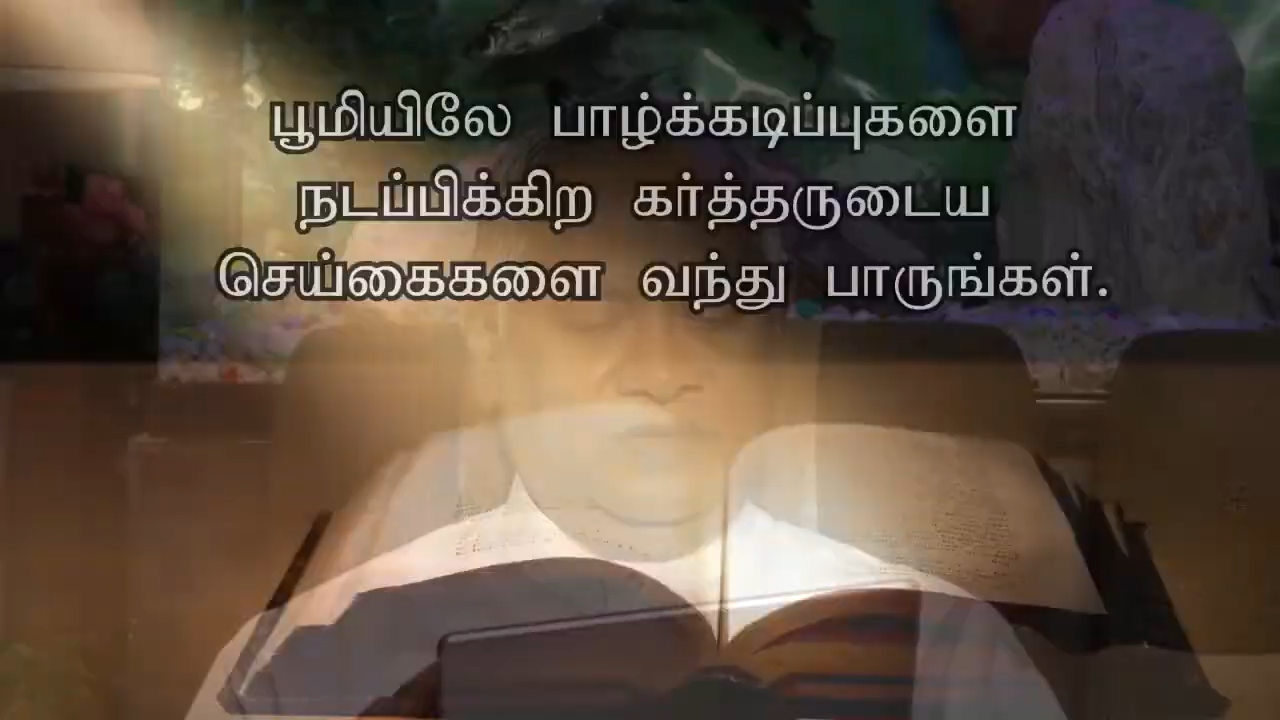 பூமியிலே பாழ்க்கடிப்புகளை
நடப்பிக்கிற கர்த்தருடைய
செய்கைகளை வந்து பாருங்கள்.